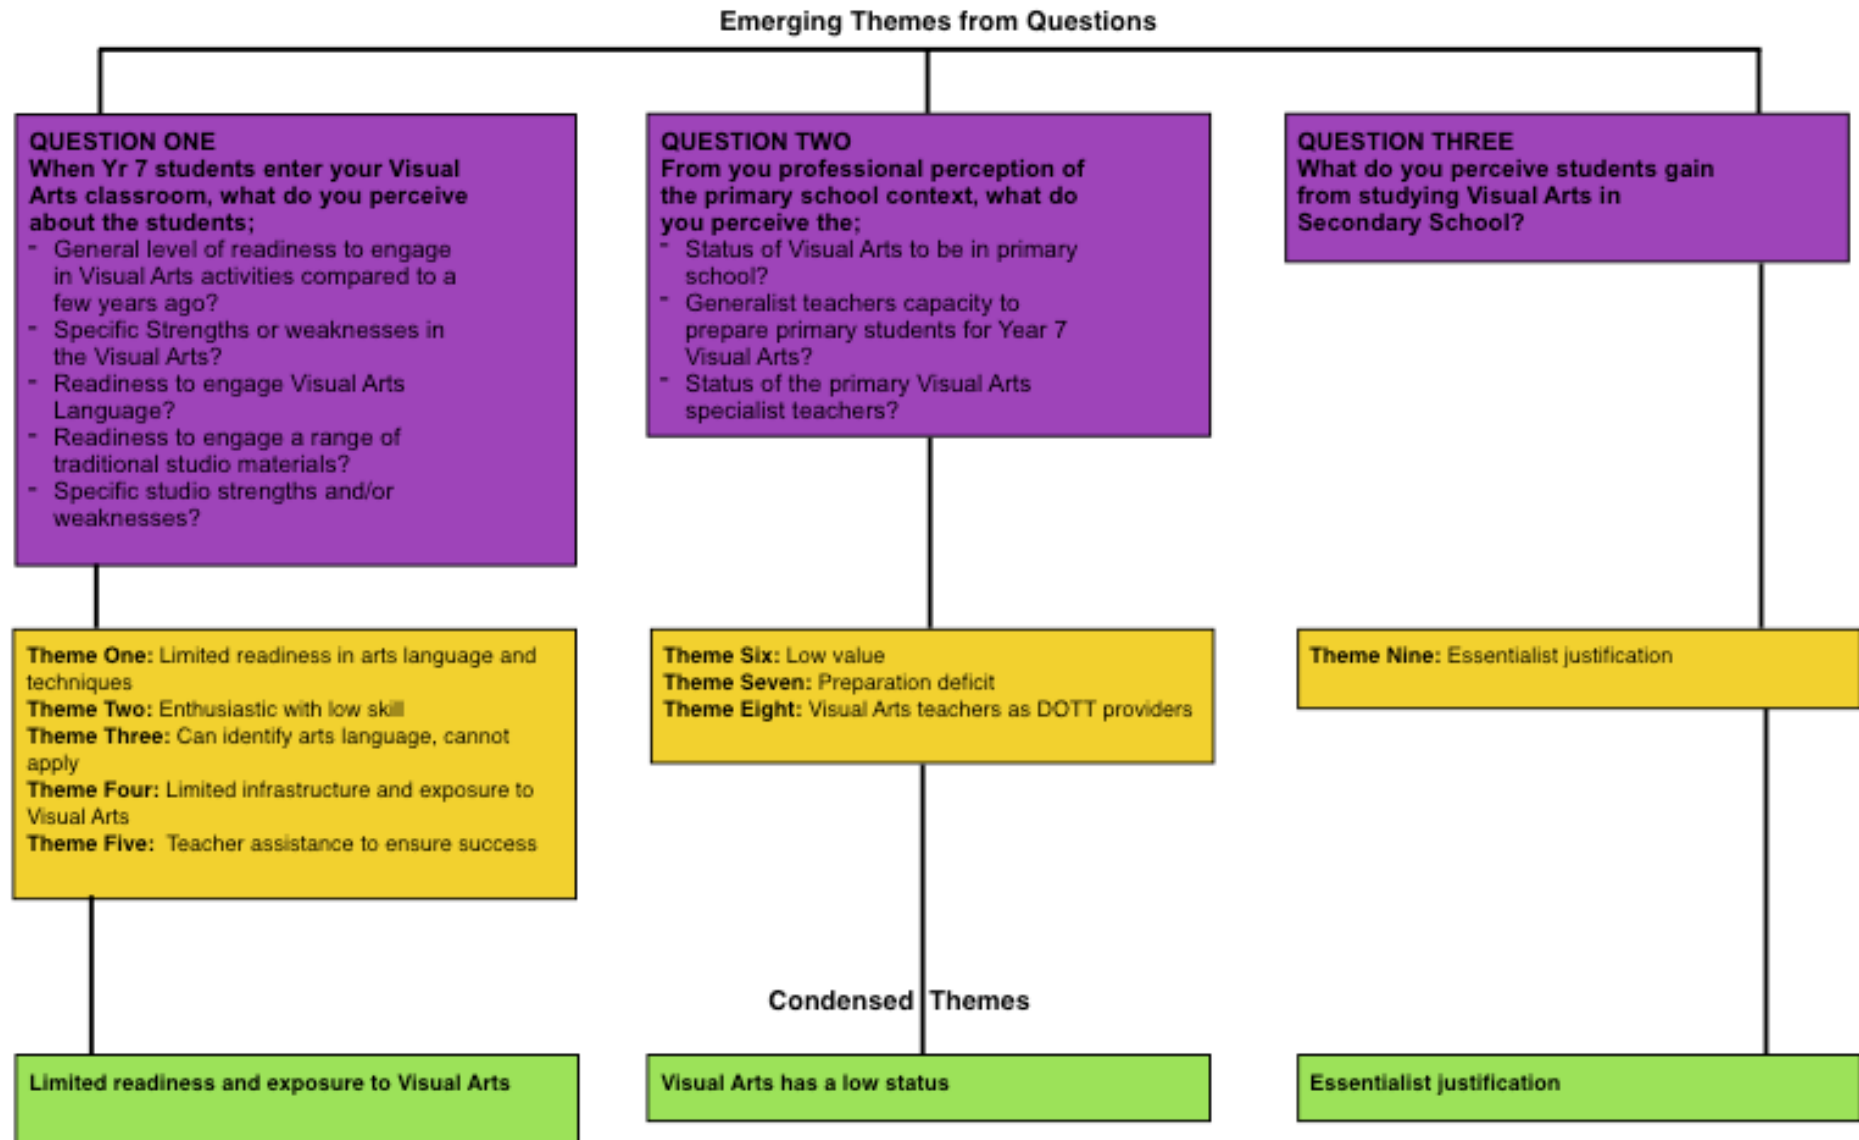 Emerging Themes from Questions
QUESTION ONE
When Yr 7 students enter your Visual
Arts classroom, what do you perceive
about the students;
- General level of readiness to engage
in Visual Arts activities compared to a
few years ago?
- Specific Strengths or weaknesses in
the Visual Arts?
- Readiness to engage Visual Arts
Language?
- Readiness to engage a range of
traditional studio materials?
- Specific studio strengths and/or
weaknesses?
QUESTION TWO
From you professional perception of
the primary school context, what do
you perceive the;
- Status of Visual Arts to be in primary
school?
- Generalist teachers capacity to
prepare primary students for Year 7
Visual Arts?
- Status of the primary Visual Arts
specialist teachers?
QUESTION THREE
What do you perceive students gain
from studying Visual Arts in
Secondary School?
Theme One: Limited readiness in arts language and
techniques
Theme Two: Enthusiastic with low skill
Theme Three: Can identify arts language, cannot
apply
Theme Four: Limited infrastructure and exposure to
Visual Arts
Theme Five: Teacher assistance to ensure success
Theme Six: Low value
Theme Seven: Preparation deficit
Theme Eight: Visual Arts teachers as DOTT providers
Theme Nine: Essentialist justification
Condensed Themes
Limited readiness and exposure to Visual Arts
Visual Arts has a low status
Essentialist justification